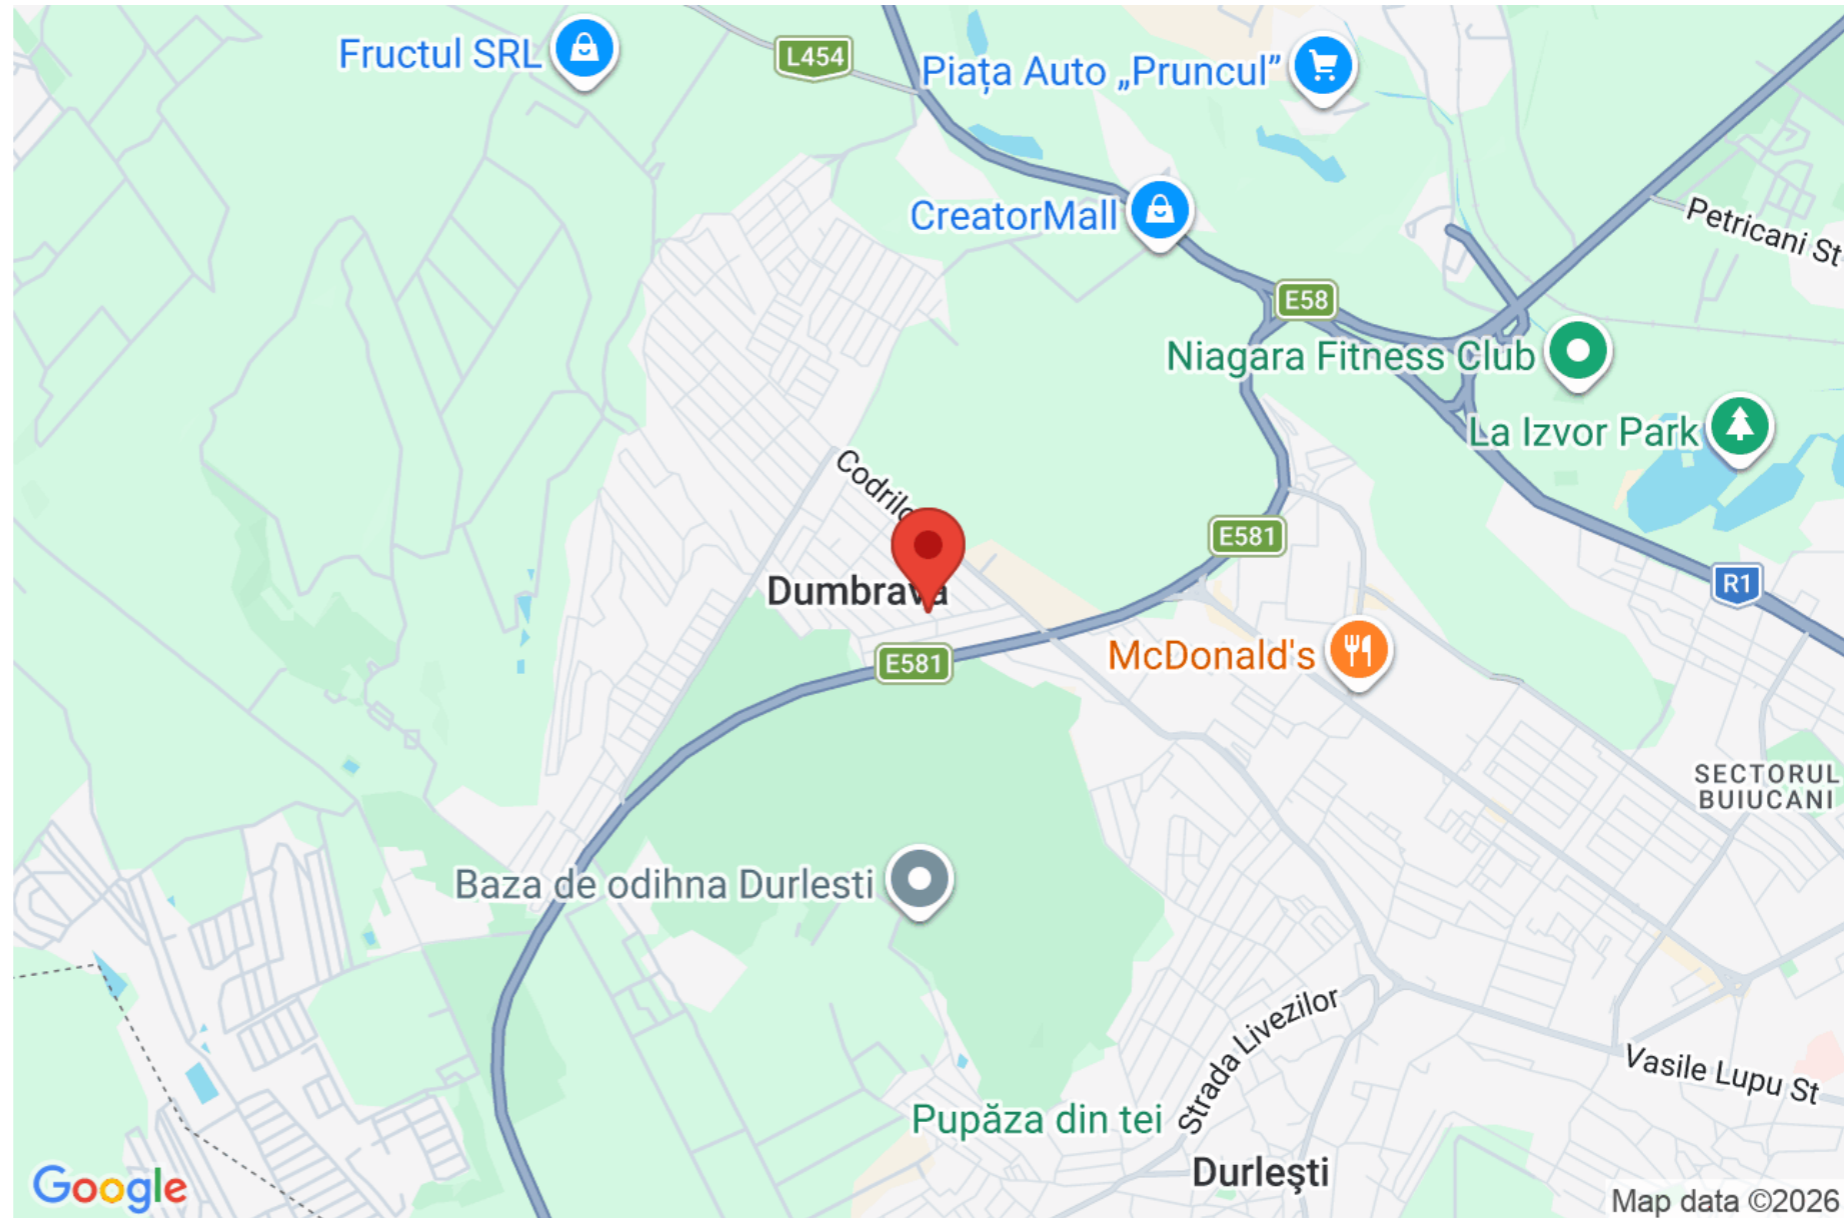 Fructul SRL
L454
Piața Auto „Pruncul”
CreatorMall
Petricani St
E58
Niagara Fitness Club
La Izvor Park
E581
R1
Dumbrava
E581
McDonald's
SECTORUL
BUIUCANI
Baza de odihna Durlesti
Strada Livezilor
Vasile Lupu St
Pupăza din tei
Durleşti
Google
Map data ©2026